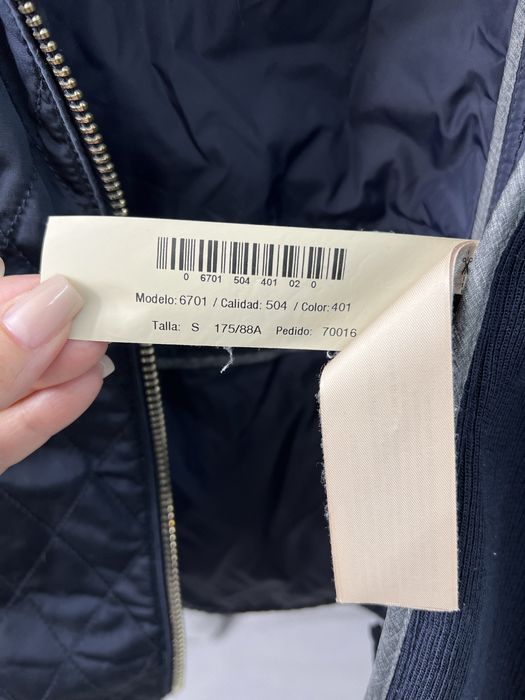 0 6701 504 401 02 0
Modelo: 6701 / Calidad: 504 / Color: 401
Talla: S 175/88A Pedido: 70016